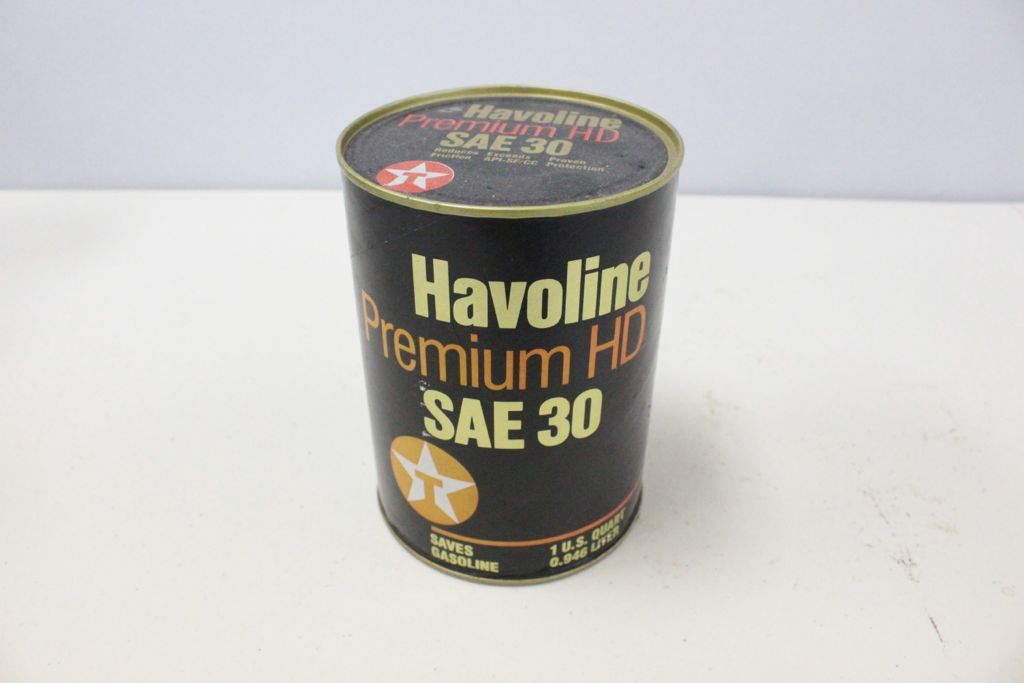 Havoline
Premium HD
SAE 30
Reduces Exceeds Proven
Friction API-SF/CC Protection
Havoline
Premium HD
SAE 30
T
SAVES
GASOLINE
1 U.S. QUART
0.946 LITER